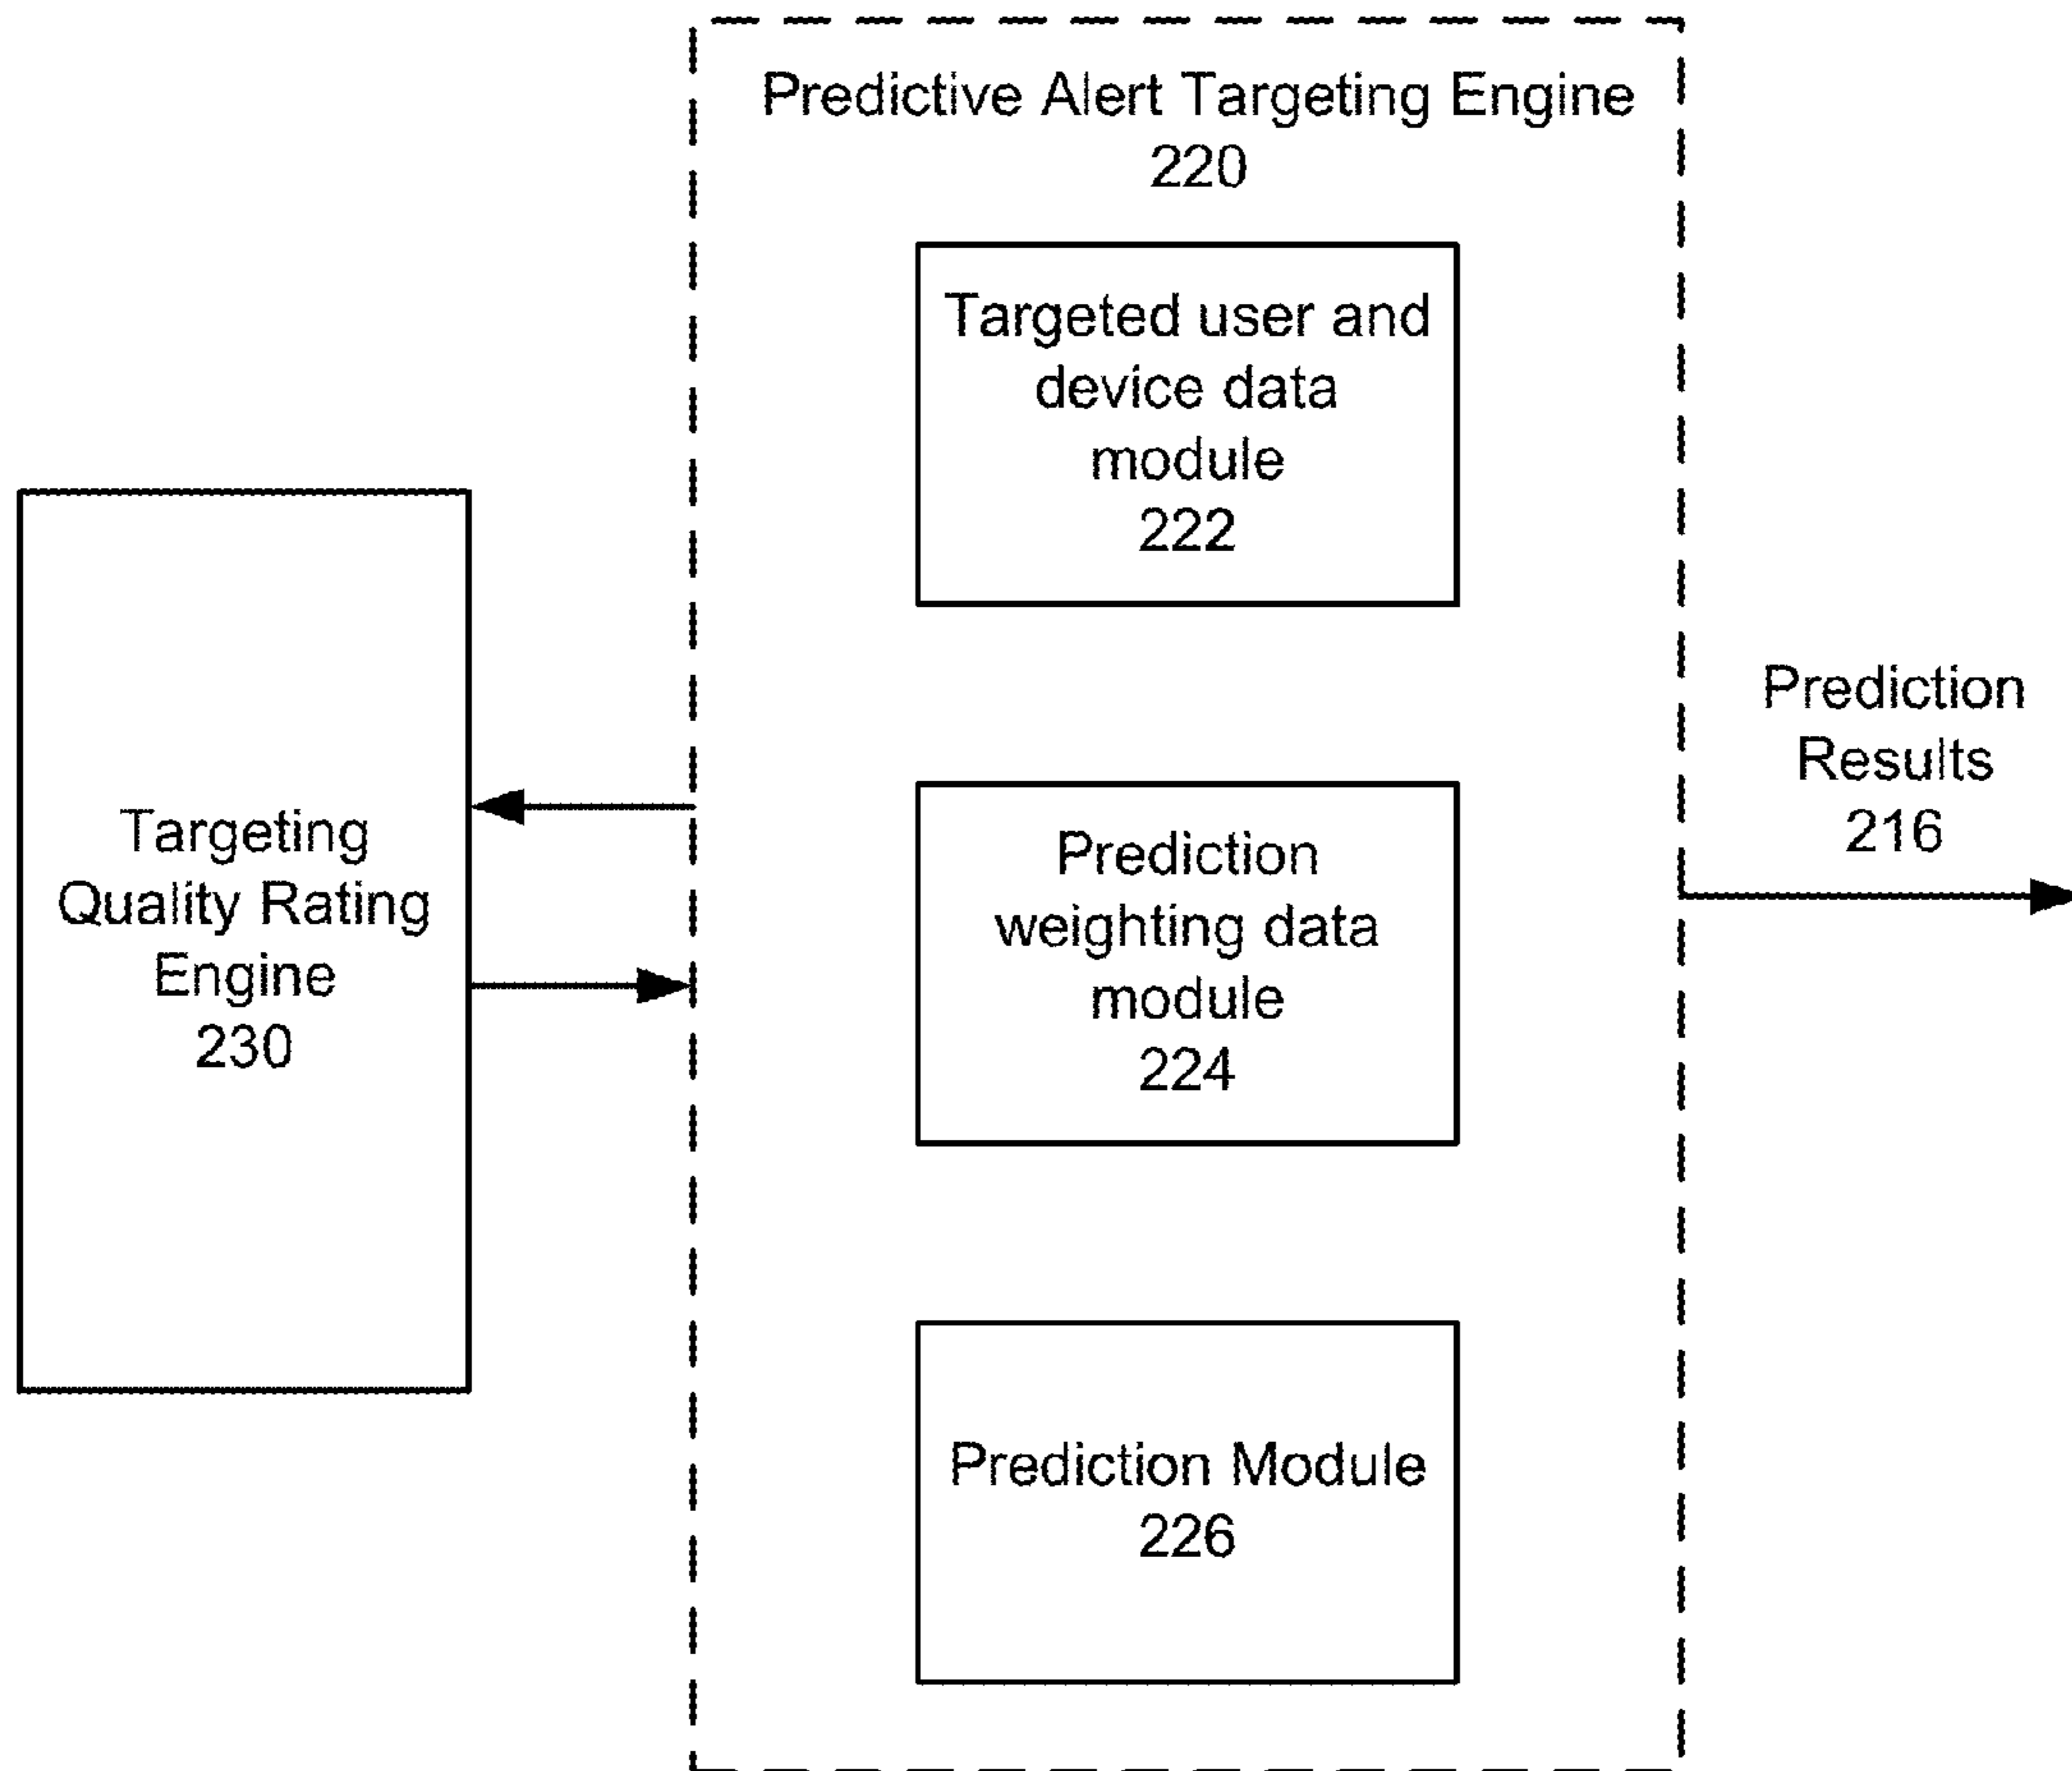 Predictive Alert Targeting Engine
220
Targeted user and
device data
module
222
Targeting
Quality Rating
Engine
230
Prediction
weighting data
module
224
Prediction Module
226
Prediction
Results
216